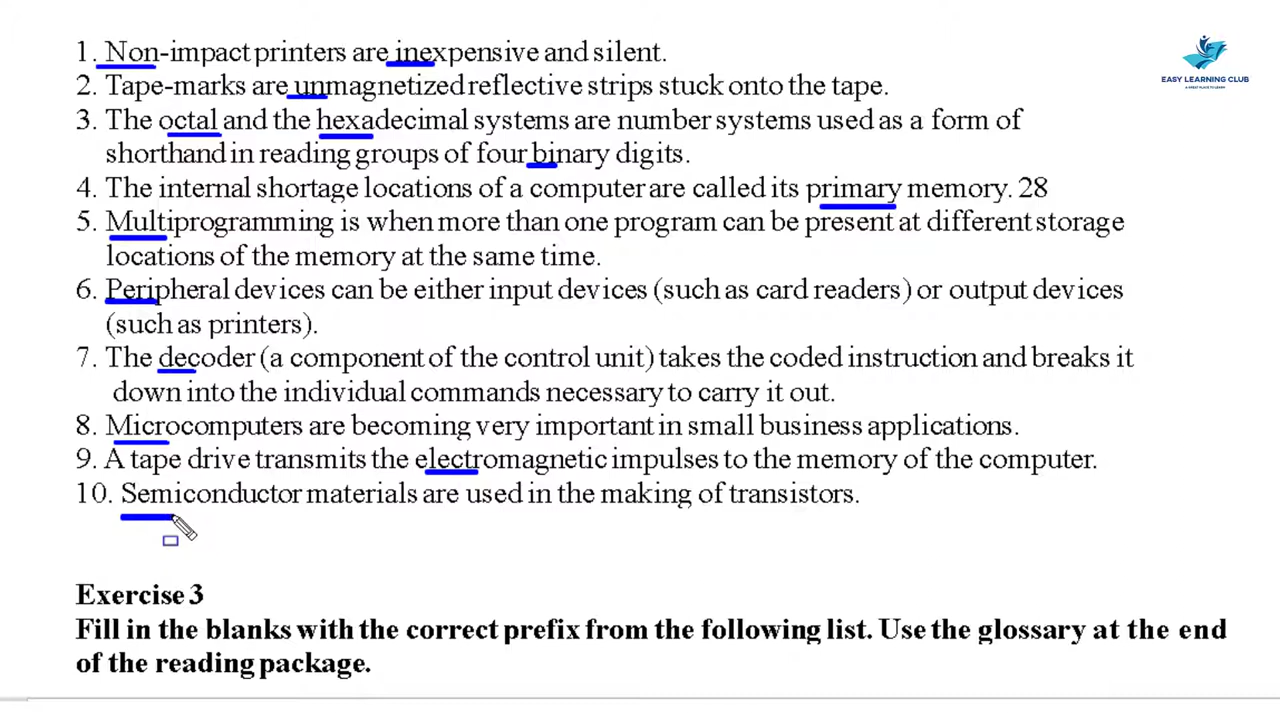 1. Non-impact printers are inexpensive and silent.
EASY LEARNING CLUB
A GREAT PLACE TO LEARN
2. Tape-marks are unmagnetized reflective strips stuck onto the tape.
3. The octal and the hexadecimal systems are number systems used as a form of
shorthand in reading groups of four binary digits.
4. The internal shortage locations of a computer are called its primary memory. 28
5. Multiprogramming is when more than one program can be present at different storage
locations of the memory at the same time.
6. Peripheral devices can be either input devices (such as card readers) or output devices
(such as printers).
7. The decoder (a component of the control unit) takes the coded instruction and breaks it
down into the individual commands necessary to carry it out.
8. Microcomputers are becoming very important in small business applications.
9. A tape drive transmits the electromagnetic impulses to the memory of the computer.
10. Semiconductor materials are used in the making of transistors.
Exercise 3
Fill in the blanks with the correct prefix from the following list. Use the glossary at the end
of the reading package.